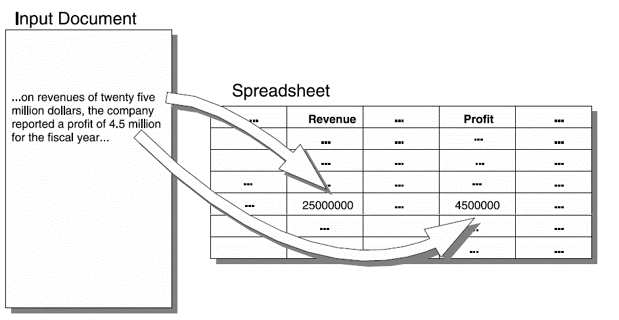 Input Document
...on revenues of twenty five
million dollars, the company
reported a profit of 4.5 million
for the fiscal year...
Spreadsheet
... Revenue ... Profit ...
... ... ... ...
... ... ... ...
... ... ... ... ...
... 25000000 ... 4500000 ...
... ... ...
... ...